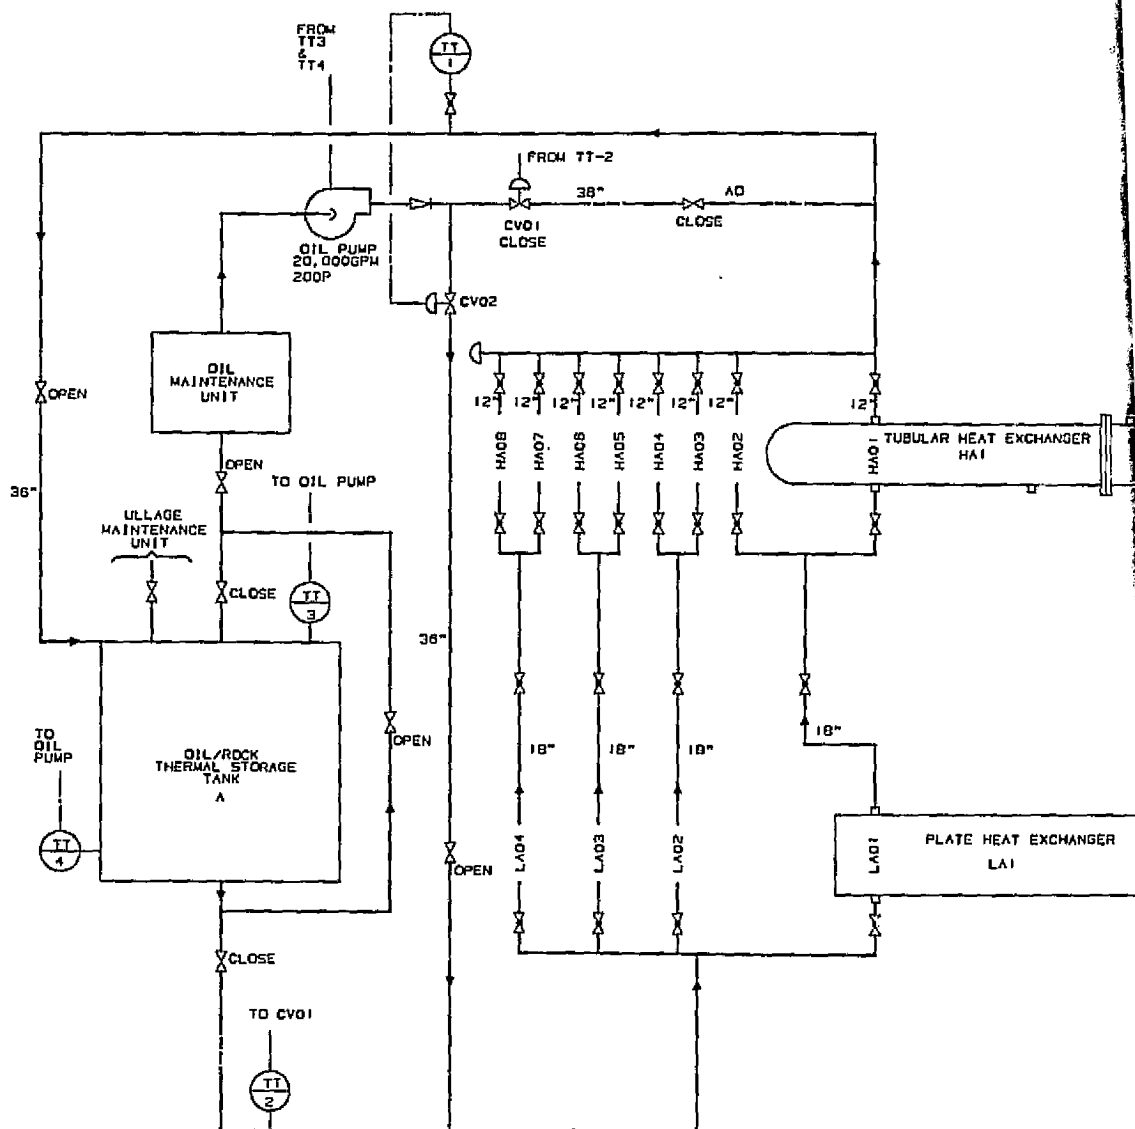 FROM
TT3
&
TT4
TT
1
FROM TT-2
38"
AO
CV01
CLOSE
CLOSE
OIL PUMP
20,000GPM
200P
CV02
OIL
MAINTENANCE
UNIT
OPEN
12"
12"
12"
12"
12"
12"
12"
HA08
HA07
HA06
HA05
HA04
HA03
HA02
HA01
TUBULAR HEAT EXCHANGER
HA1
OPEN
TO OIL PUMP
36"
ULLAGE
MAINTENANCE
UNIT
CLOSE
TT
3
36"
OPEN
TO
OIL
PUMP
OIL/ROCK
THERMAL STORAGE
TANK
A
18"
18"
18"
18"
TT
4
OPEN
LA04
LA03
LA02
LA01
PLATE HEAT EXCHANGER
LA1
CLOSE
TO CV01
TT
2